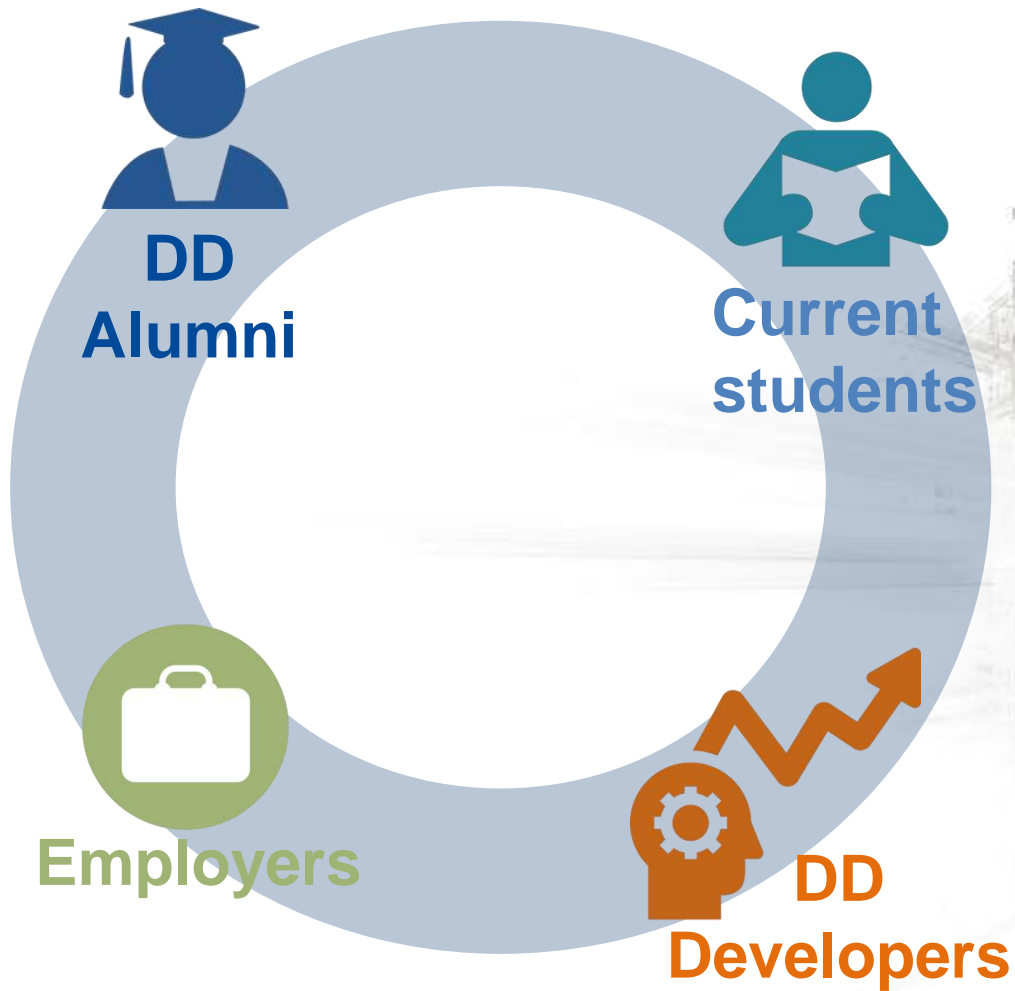 DD
Alumni
Current
students
Employers
DD
Developers